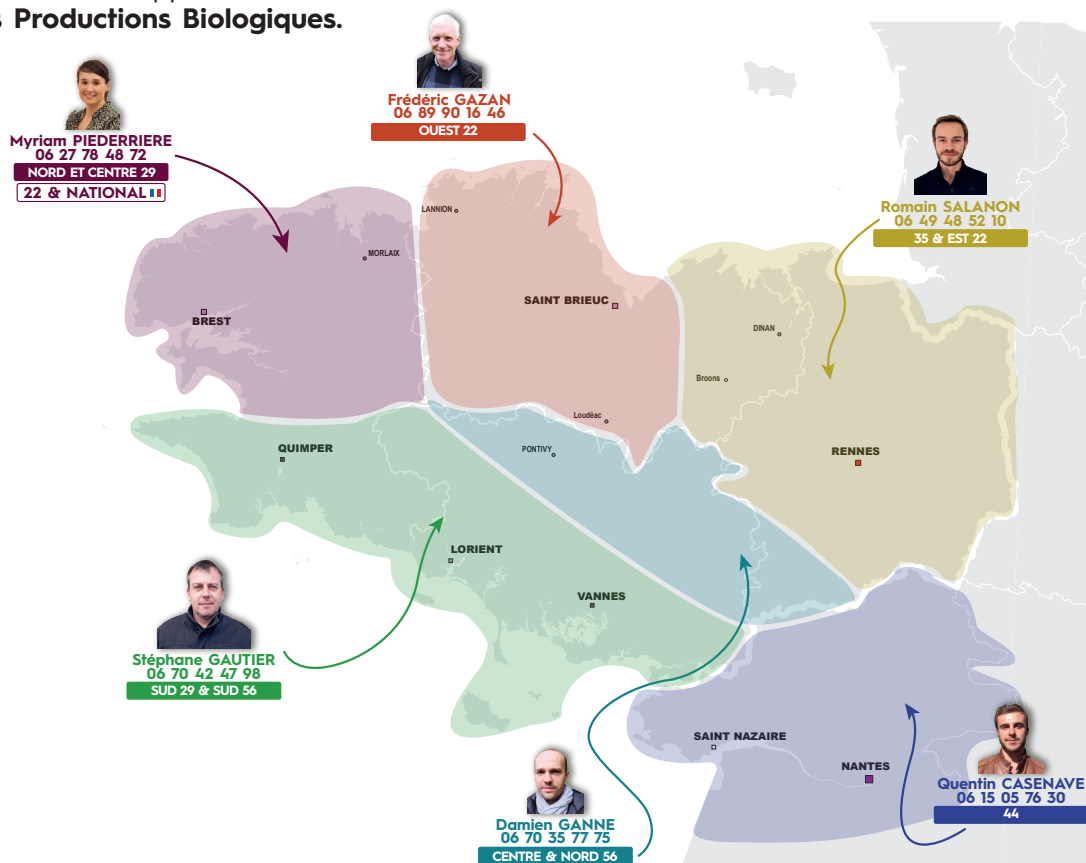 s Productions Biologiques.
Frédéric GAZAN
06 89 90 16 46
OUEST 22
Myriam PIEDERRIERE
06 27 78 48 72
NORD ET CENTRE 29
22 & NATIONAL
Romain SALANON
06 49 48 52 10
35 & EST 22
LANNION
MORLAIX
SAINT BRIEUC
BREST
DINAN
Broons
Loudéac
QUIMPER
PONTIVY
RENNES
LORIENT
VANNES
Stéphane GAUTIER
06 70 42 47 98
SUD 29 & SUD 56
SAINT NAZAIRE
NANTES
Quentin CASENAVE
06 15 05 76 30
44
Damien GANNE
06 70 35 77 75
CENTRE & NORD 56